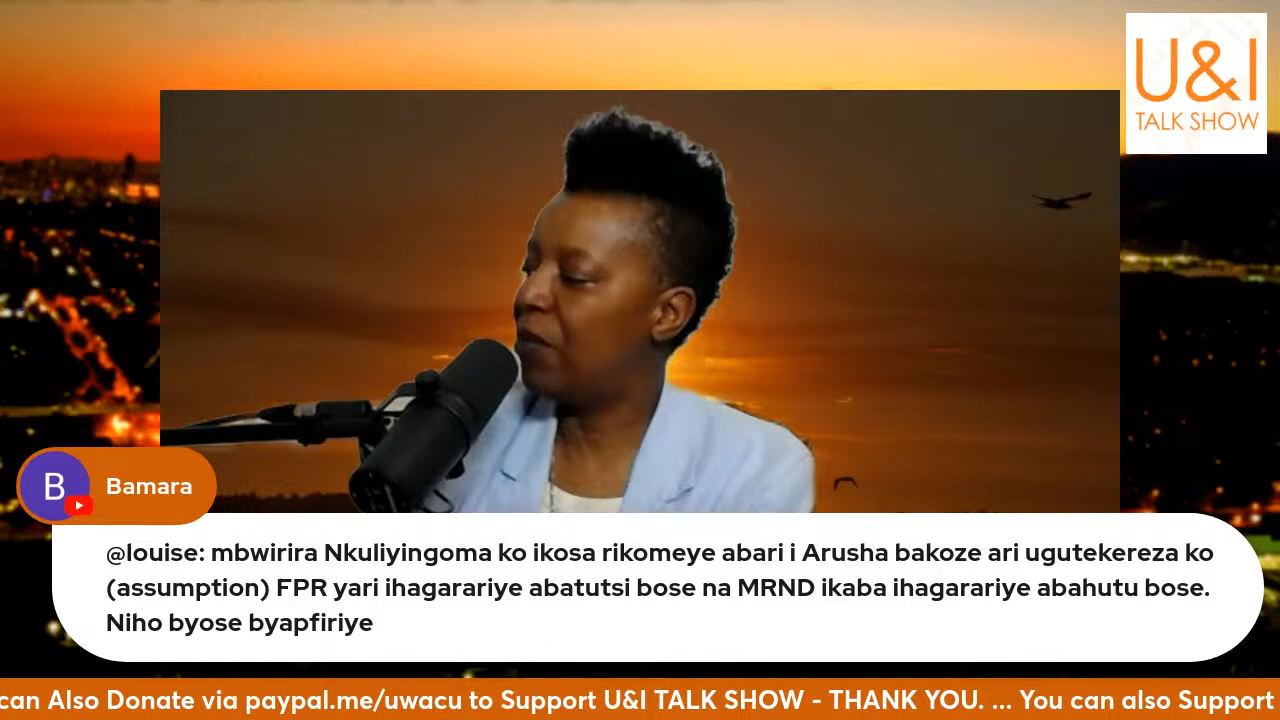 U&I
TALK SHOW
B
Bamara
@louise: mbwirira Nkuliyingoma ko ikosa rikomeye abari i Arusha bakoze ari ugutekereza ko
(assumption) FPR yari ihagarariye abatutsi bose na MRND ikaba ihagarariye abahutu bose.
Niho byose byapfiriye
can Also Donate via paypal.me/uwacu to Support U&I TALK SHOW - THANK YOU. ... You can also Support